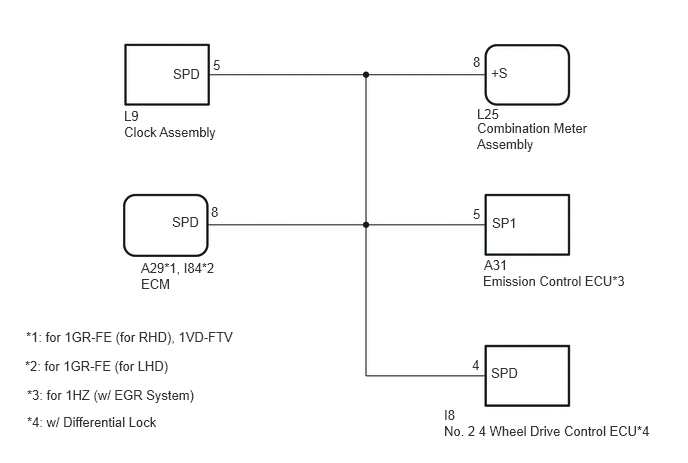 SPD 5
8 +S
L9
Clock Assembly
L25
Combination Meter
Assembly
SPD 8
5 SP1
A29*1, I84*2
ECM
A31
Emission Control ECU*3
*1: for 1GR-FE (for RHD), 1VD-FTV
*2: for 1GR-FE (for LHD)
4 SPD
*3: for 1HZ (w/ EGR System)
*4: w/ Differential Lock
I8
No. 2 4 Wheel Drive Control ECU*4